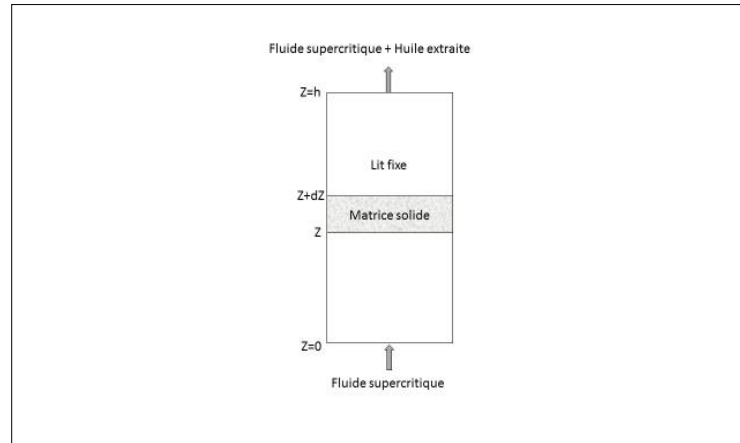 Fluide supercritique + Huile extraite
Z=h
Lit fixe
Z+dZ
Matrice solide
Z
Z=0
Fluide supercritique